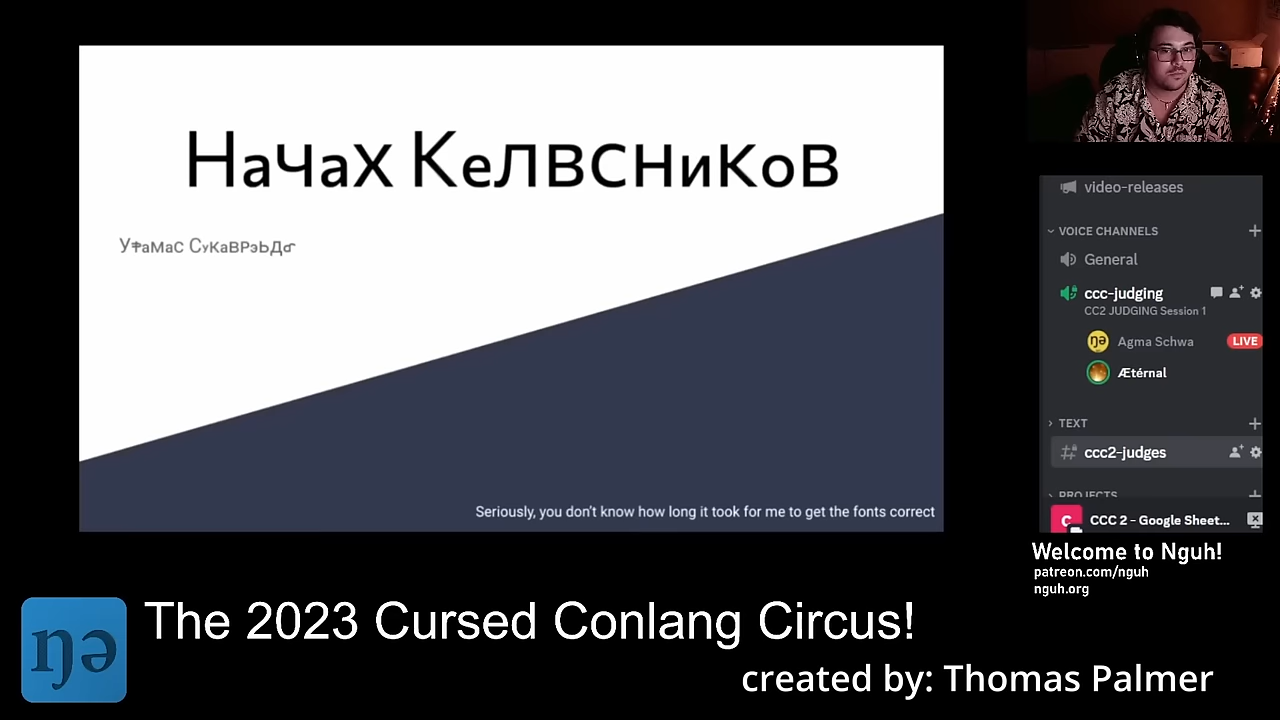 НаЧаХ КеЛВСНиКоВ
Seriously, you don't know how long it took for me to get the fonts correct
video-releases
VOICE CHANNELS
General
ccc-judging
CC2 JUDGING Session 1
ŋə Agma Schwa LIVE
Ætérnal
TEXT
ccc2-judges
PROJECTS
C CCC 2 - Google Sheet...
Welcome to Nguh!
patreon.com/nguh
nguh.org
ŋə
The 2023 Cursed Conlang Circus!
created by: Thomas Palmer